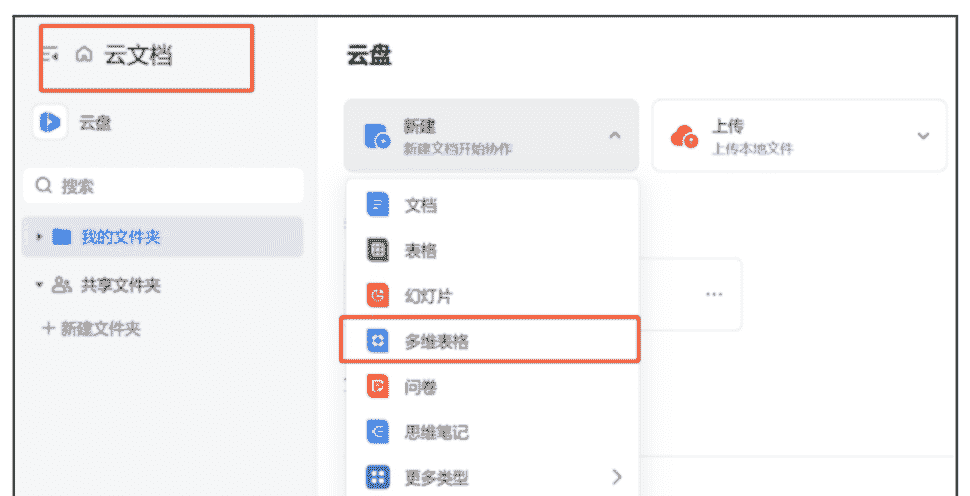 云文档
云盘
搜索
我的文件夹
共享文件夹
新建文件夹
云盘
新建
新建文档开始协作
上传
上传本地文件
文档
表格
幻灯片
多维表格
问卷
思维笔记
更多类型